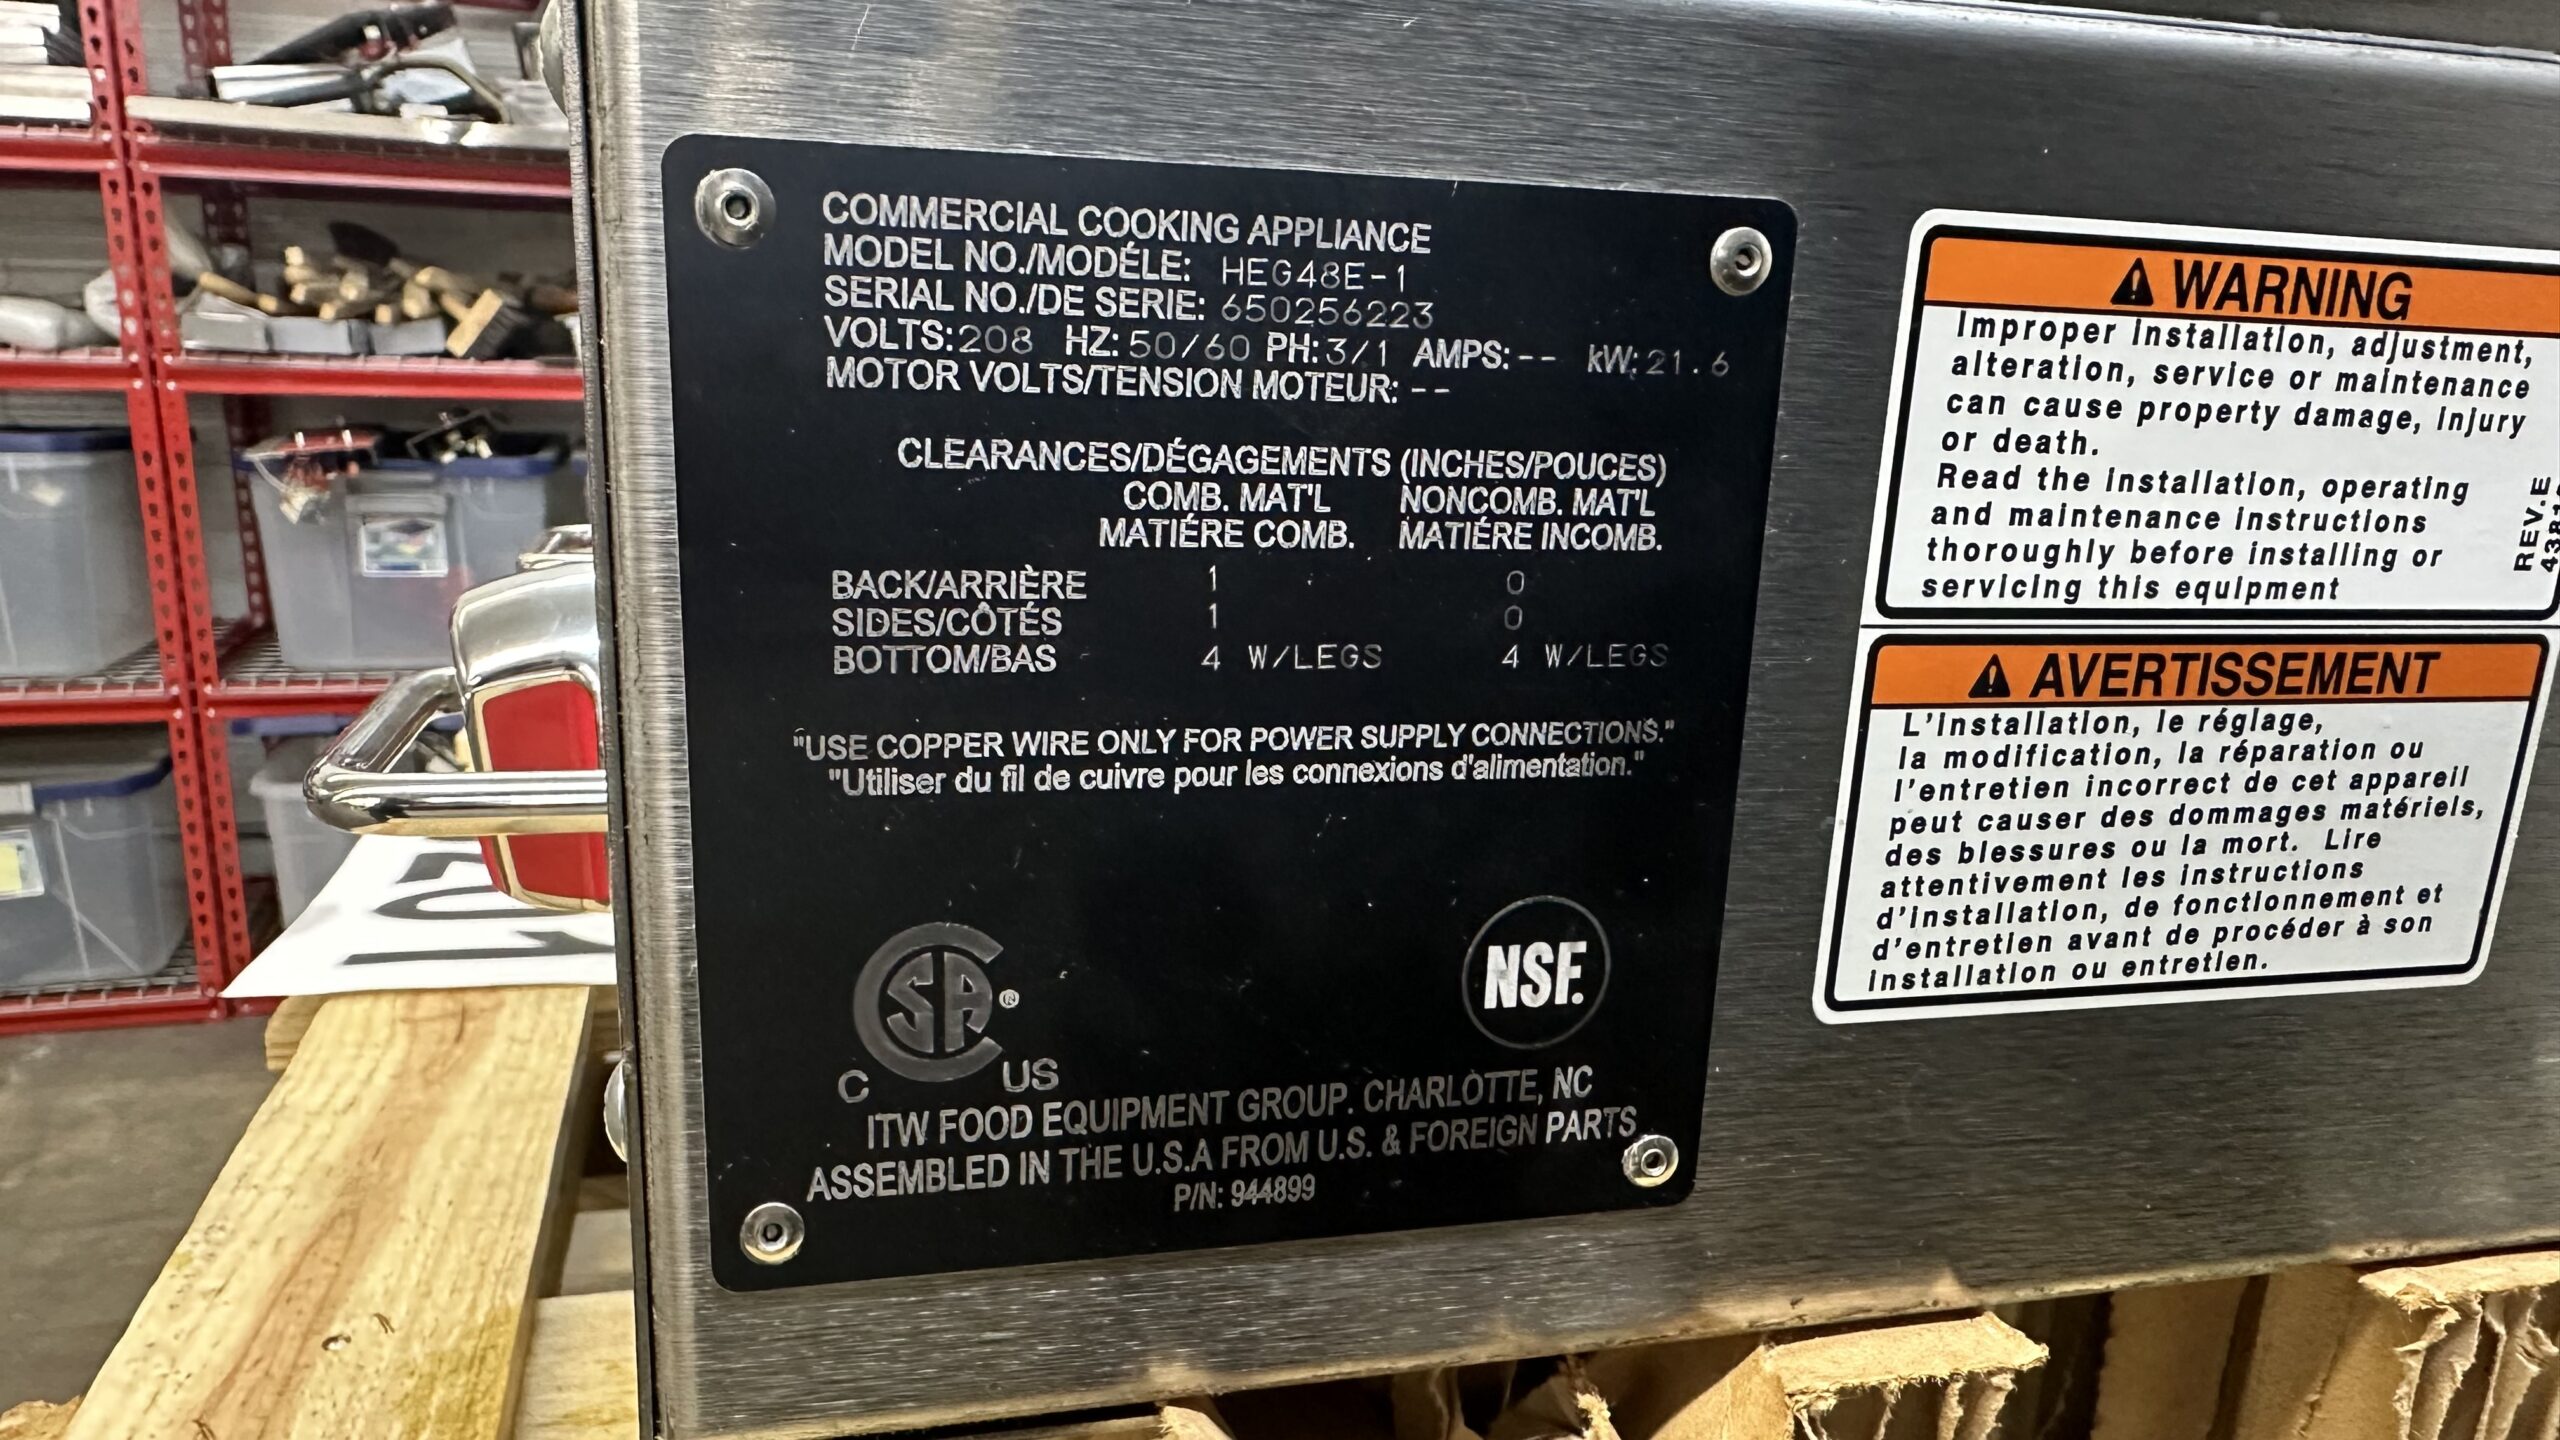 COMMERCIAL COOKING APPLIANCE
MODEL NO./MODÉLE: HEG48E-1
SERIAL NO./DE SERIE: 650256223
VOLTS:208 HZ:50/60 PH:3/1 AMPS:-- kW:21.6
MOTOR VOLTS/TENSION MOTEUR:--
CLEARANCES/DÉGAGEMENTS (INCHES/POUCES)
COMB. MAT'L NONCOMB. MAT'L
MATIÉRE COMB. MATIÉRE INCOMB.
BACK/ARRIÈRE 1 0
SIDES/CÔTÉS 1 0
BOTTOM/BAS 4 W/LEGS 4 W/LEGS
"USE COPPER WIRE ONLY FOR POWER SUPPLY CONNECTIONS."
"Utiliser du fil de cuivre pour les connexions d'alimentation."
CSA®
C US
NSF.
ITW FOOD EQUIPMENT GROUP. CHARLOTTE, NC
ASSEMBLED IN THE U.S.A FROM U.S. & FOREIGN PARTS
P/N: 944899
WARNING
Improper installation, adjustment,
alteration, service or maintenance
can cause property damage, injury
or death.
Read the installation, operating
and maintenance instructions
thoroughly before installing or
servicing this equipment
REV.E
AVERTISSEMENT
L'installation, le réglage,
la modification, la réparation ou
l'entretien incorrect de cet appareil
peut causer des dommages matériels,
des blessures ou la mort. Lire
attentivement les instructions
d'installation, de fonctionnement et
d'entretien avant de procéder à son
installation ou entretien.